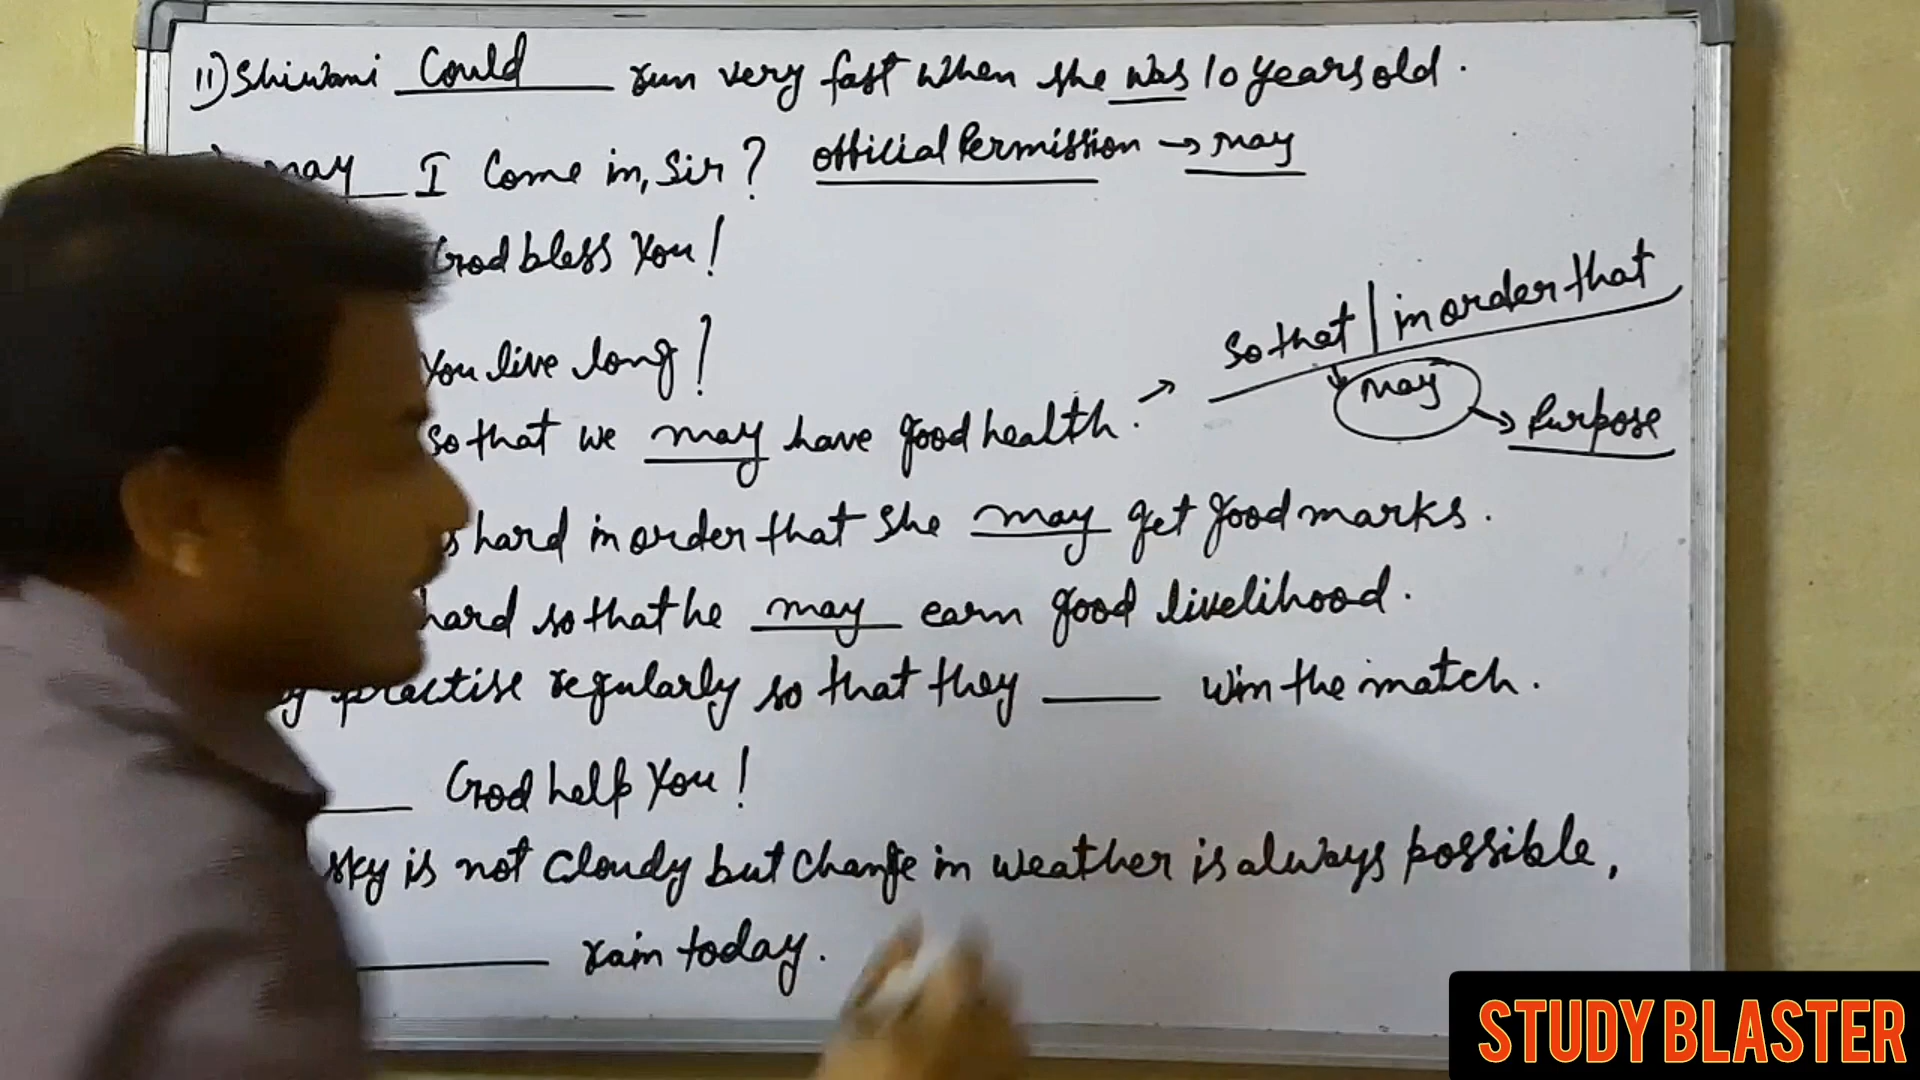 11) Shiwani Could run very fast when she was 10 years old.
may I Come in, Sir? official Permission → may
God bless You!
so that | in order that
You live long!
may → Purpose
so that we may have good health. →
hard in order that She may get good marks.
hard so that he may earn good livelihood.
practise regularly so that they ____ win the match.
____ God help You!
sky is not Cloudy but Change in weather is always possible,
____ rain today.
STUDY BLASTER